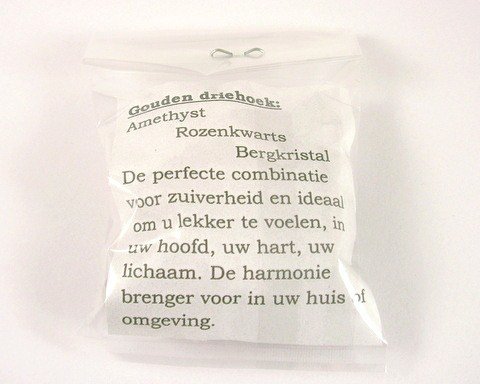 Gouden driehoek:
Amethyst
Rozenkwarts
Bergkristal
De perfecte combinatie
voor zuiverheid en ideaal
om u lekker te voelen, in
uw hoofd, uw hart, uw
lichaam. De harmonie
brenger voor in uw huis of
omgeving.